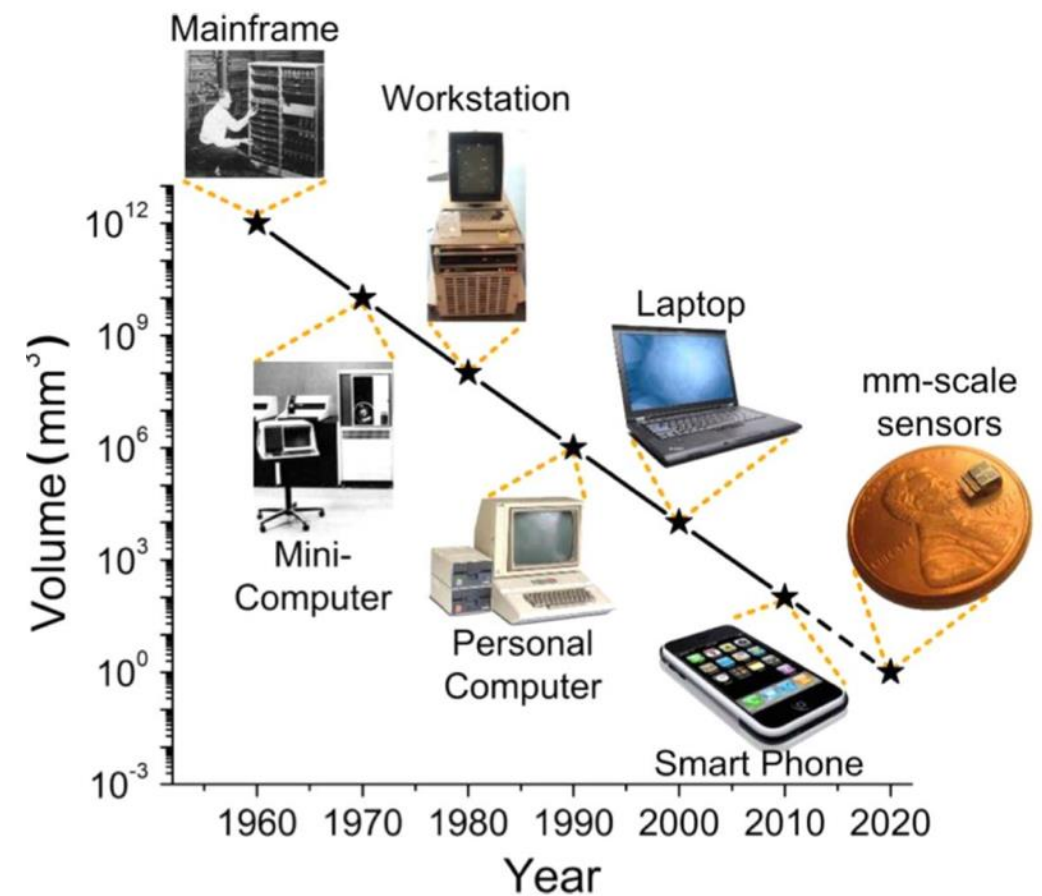 Mainframe
Workstation
Laptop
mm-scale
sensors
Mini-
Computer
Personal
Computer
Smart Phone
Volume (mm³)
10¹²
10⁹
10⁶
10³
10⁰
10⁻³
1960 1970 1980 1990 2000 2010 2020
Year